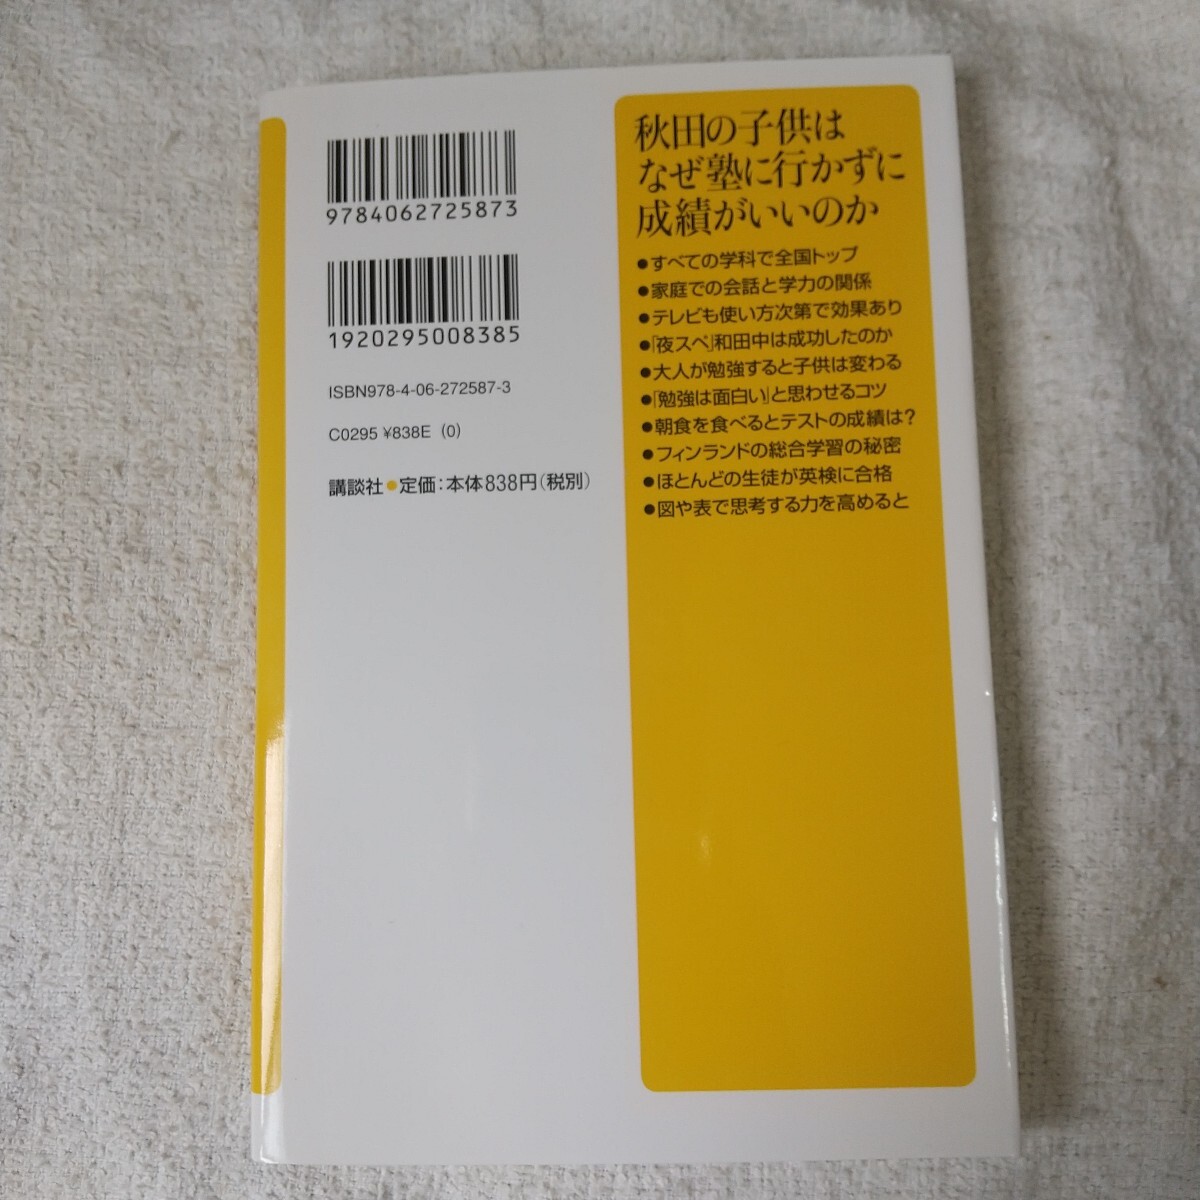 秋田の子供は
なぜ塾に行かずに
成績がいいのか
●すべての学科で全国トップ
●家庭での会話と学力の関係
●テレビも使い方次第で効果あり
●「夜スペ」和田中は成功したのか
●大人が勉強すると子供は変わる
●「勉強は面白い」と思わせるコツ
●朝食を食べるとテストの成績は？
●フィンランドの総合学習の秘密
●ほとんどの生徒が英検に合格
●図や表で思考する力を高めると
9784062725873
1920295008385
ISBN978-4-06-272587-3
C0295 ¥838E (0)
講談社●定価：本体838円（税別）